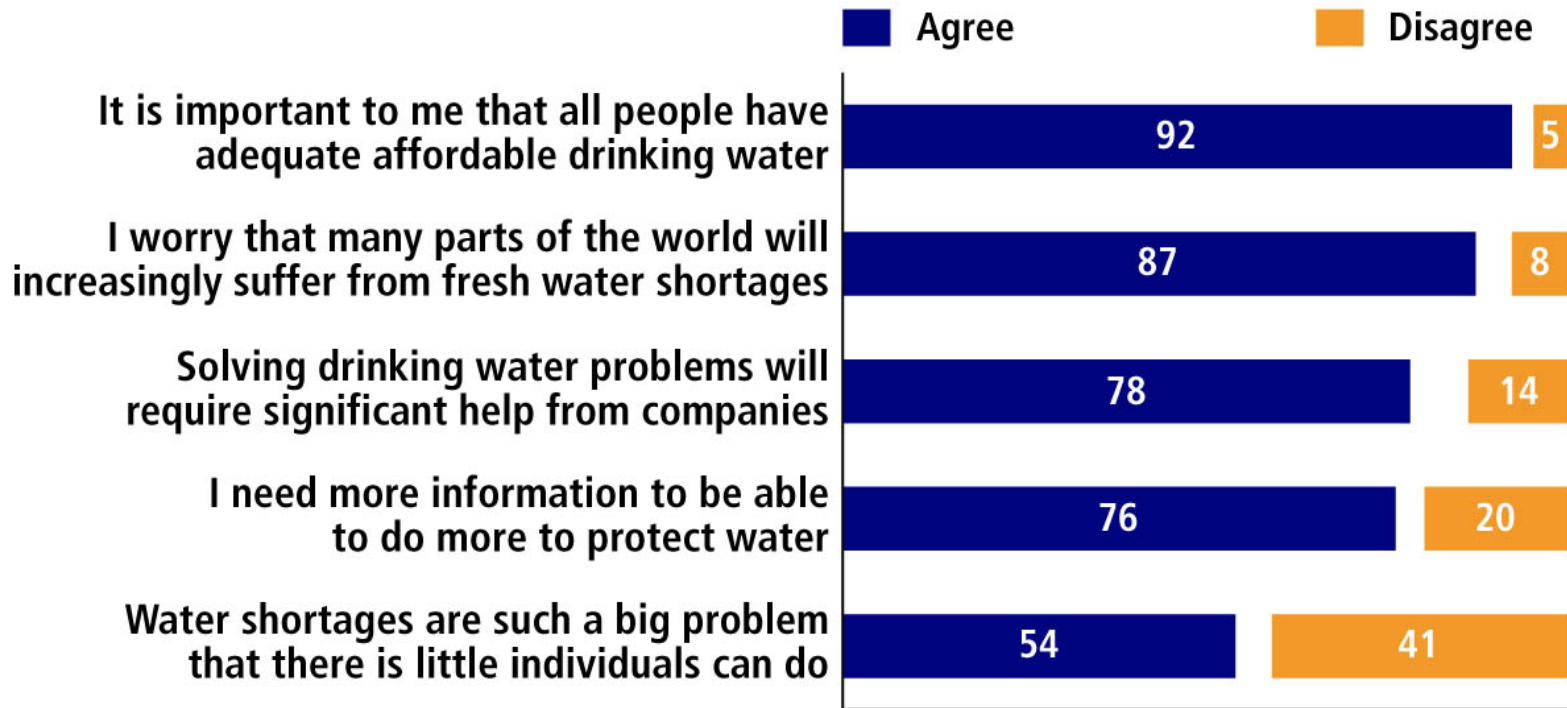 Agree Disagree
It is important to me that all people have
adequate affordable drinking water
92 5
I worry that many parts of the world will
increasingly suffer from fresh water shortages
87 8
Solving drinking water problems will
require significant help from companies
78 14
I need more information to be able
to do more to protect water
76 20
Water shortages are such a big problem
that there is little individuals can do
54 41